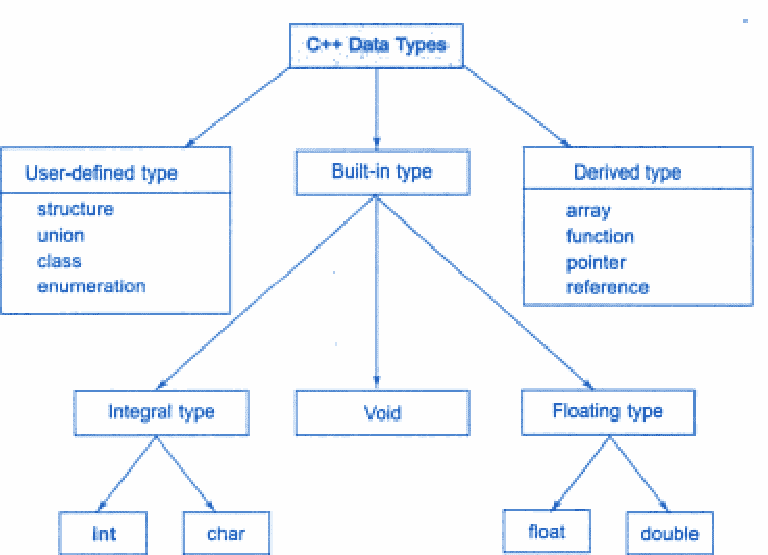 C++ Data Types
User-defined type
structure
union
class
enumeration
Built-in type
Derived type
array
function
pointer
reference
Integral type
Void
Floating type
int
char
float
double